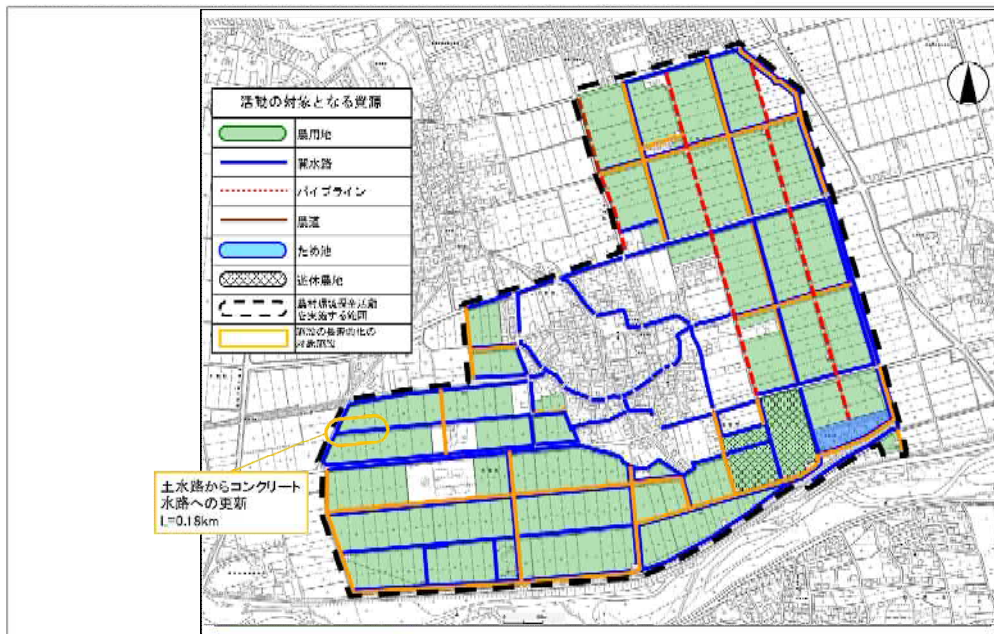 活動の対象となる資源
農用地
開水路
パイプライン
農道
ため池
遊休農地
農村環境保全活動
を実施する範囲
施設の長寿命化の
対象施設
土水路からコンクリート
水路への更新
L=0.18km